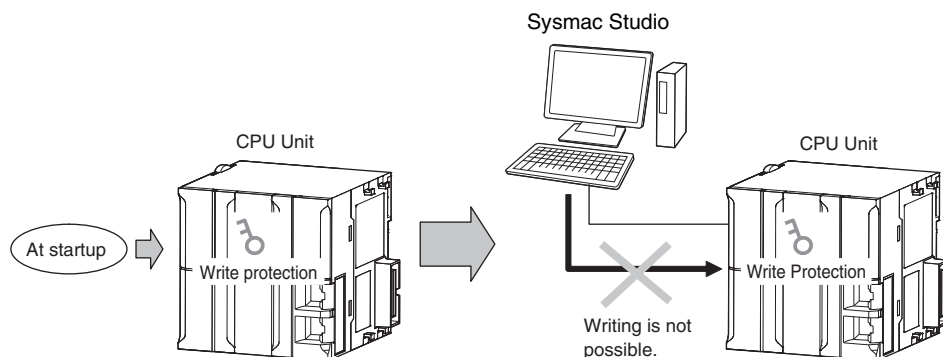 Sysmac Studio
CPU Unit
CPU Unit
At startup
Write protection
Write Protection
Writing is not
possible.